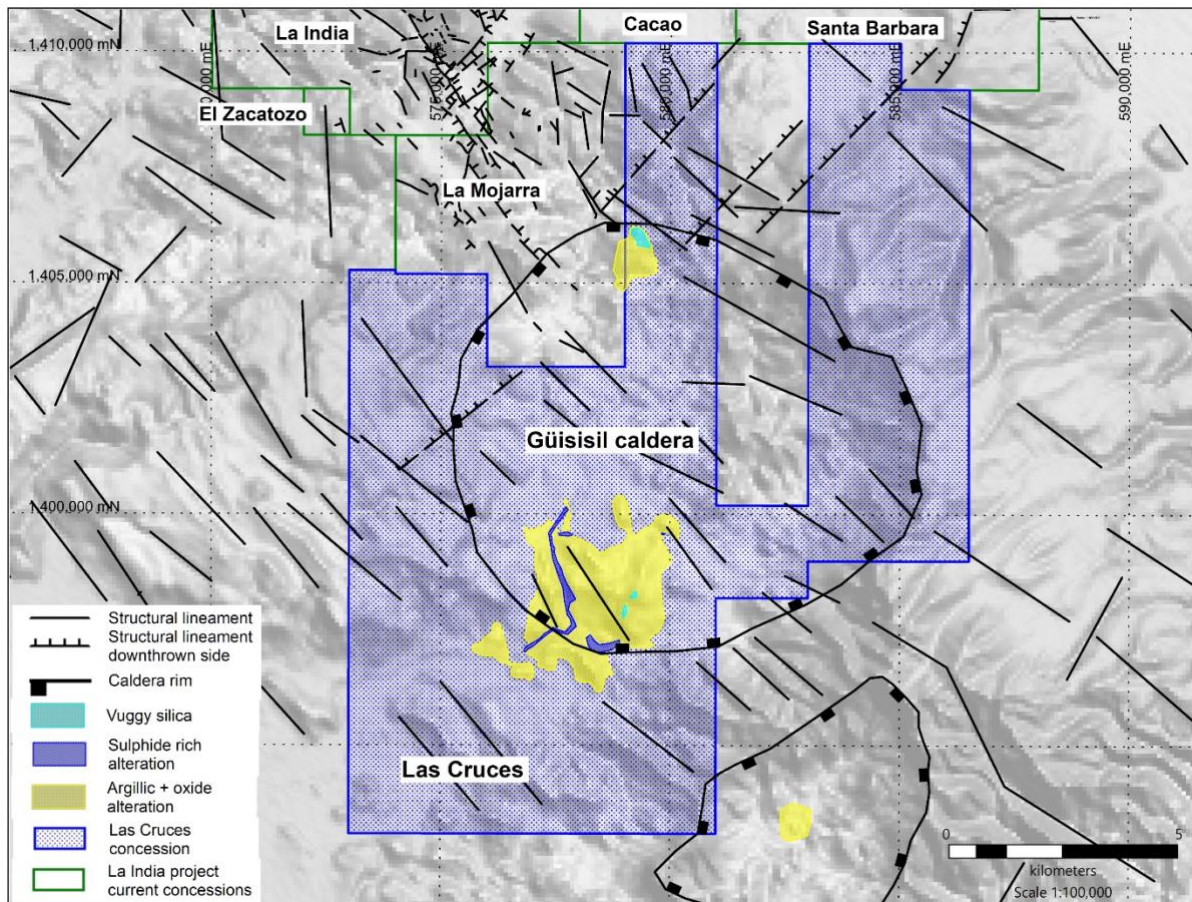 Cacao
Santa Barbara
La India
1,410,000 mN
575,000 mE
580,000 mE
585,000 mE
590,000 mE
El Zacatozo
La Mojarra
1,405,000 mN
Güisisil caldera
1,400,000 mN
Las Cruces
Structural lineament
Structural lineament
downthrown side
Caldera rim
Vuggy silica
Sulphide rich
alteration
Argillic + oxide
alteration
Las Cruces
concession
La India project
current concessions
0
5
kilometers
Scale 1:100,000